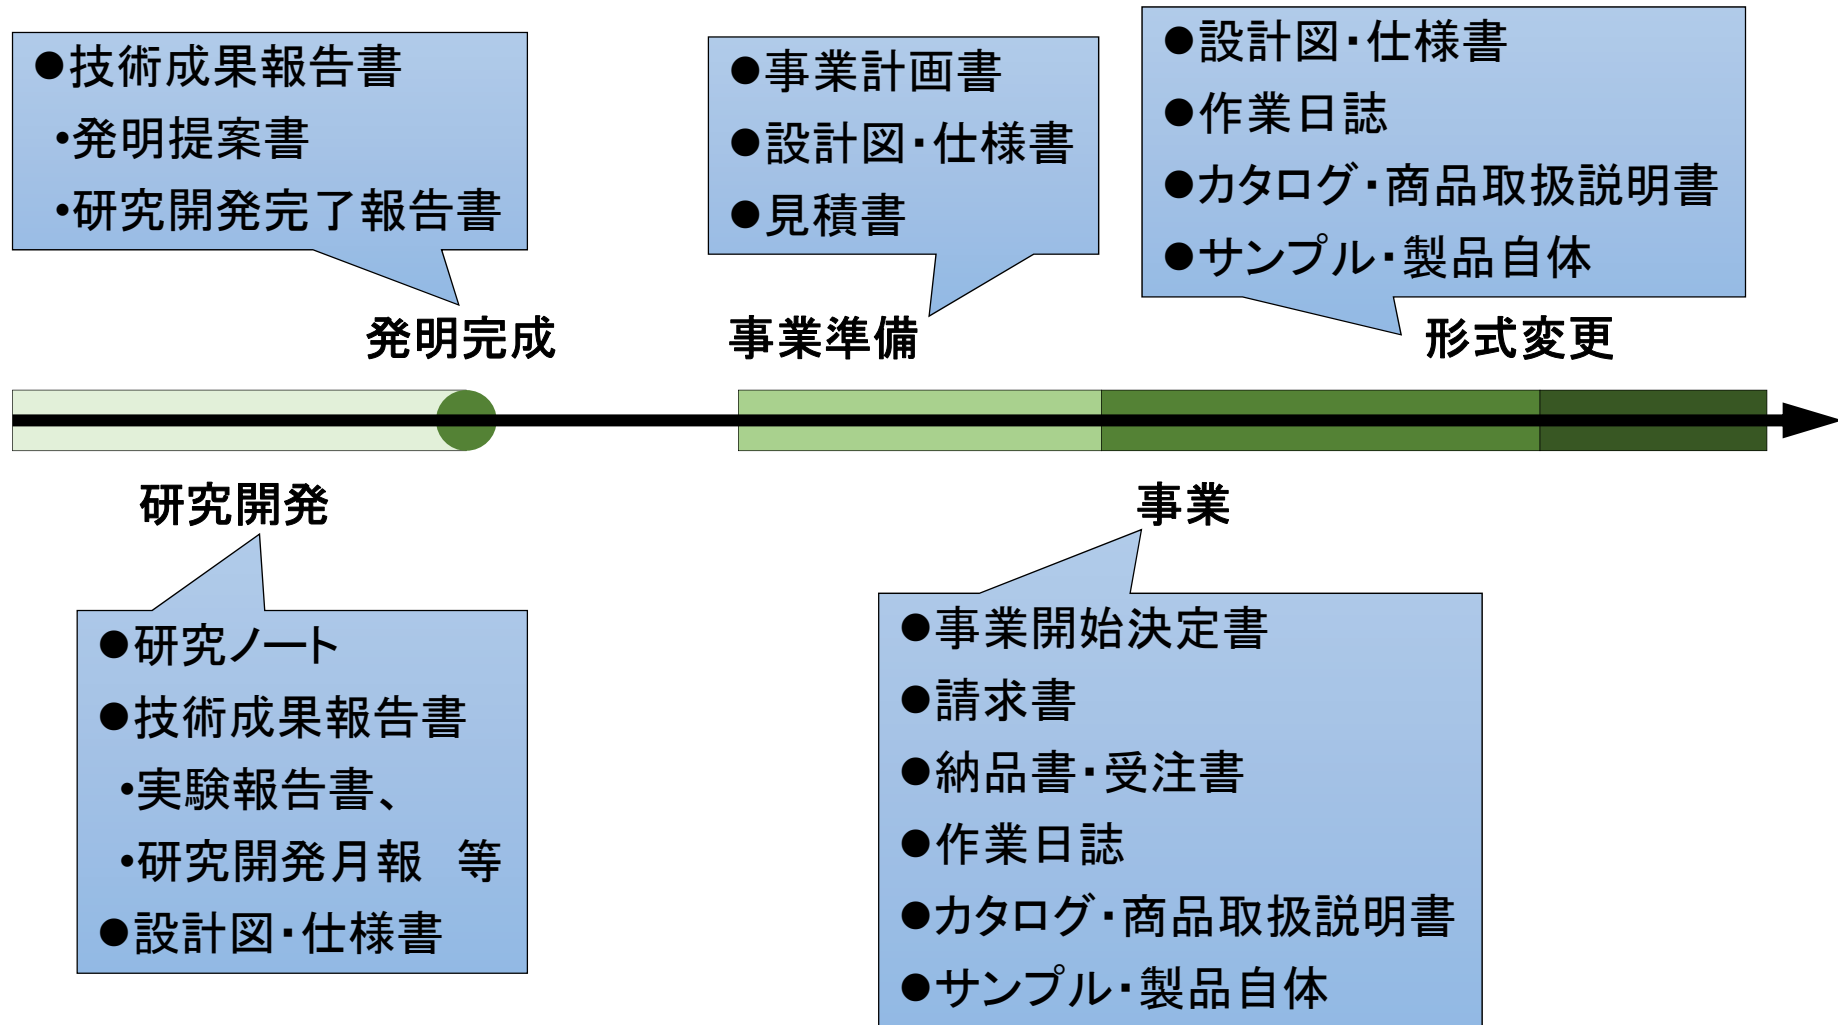 ●技術成果報告書
・発明提案書
・研究開発完了報告書
●事業計画書
●設計図・仕様書
●見積書
●設計図・仕様書
●作業日誌
●カタログ・商品取扱説明書
●サンプル・製品自体
発明完成
事業準備
形式変更
研究開発
事業
●研究ノート
●技術成果報告書
・実験報告書、
・研究開発月報　等
●設計図・仕様書
●事業開始決定書
●請求書
●納品書・受注書
●作業日誌
●カタログ・商品取扱説明書
●サンプル・製品自体